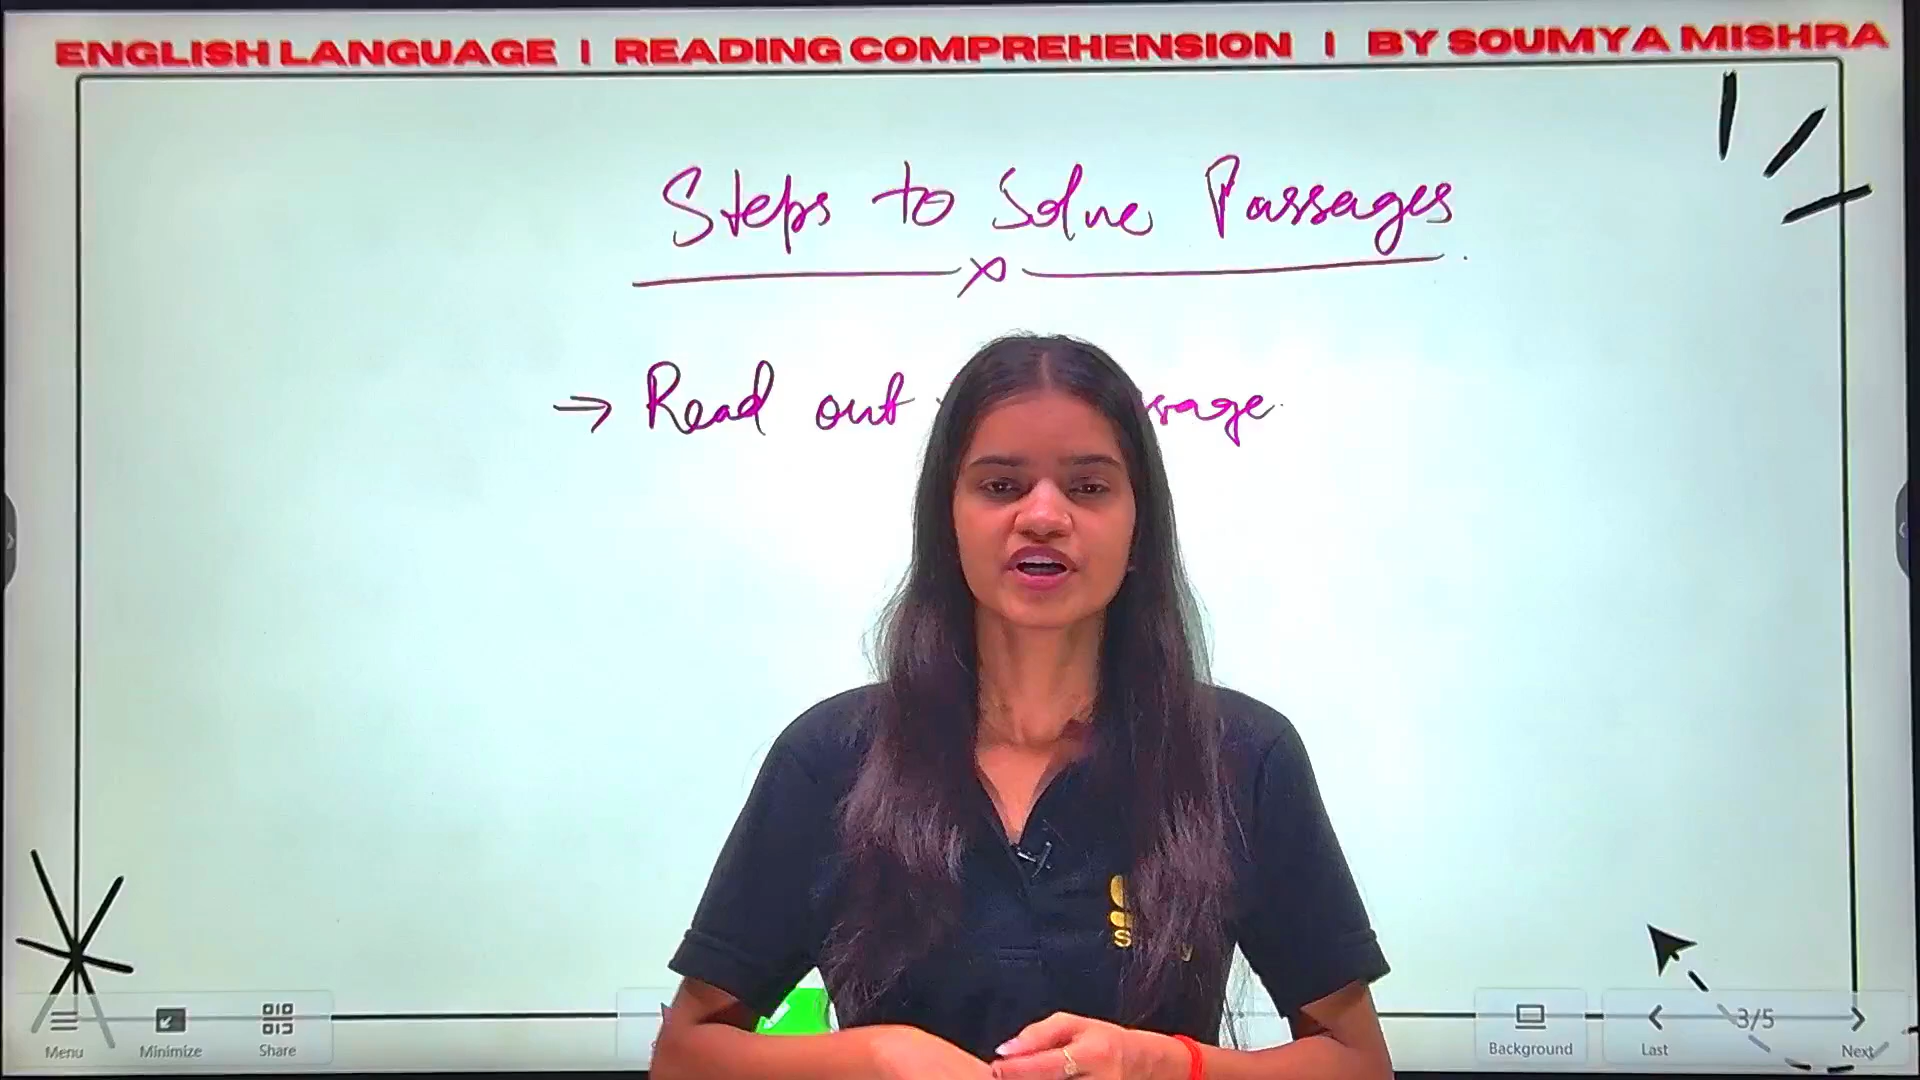 ENGLISH LANGUAGE | READING COMPREHENSION | BY SOUMYA MISHRA
Steps to Solve Passages
→ Read out
Menu
Minimize
Share
Background
Last
3/5
Next